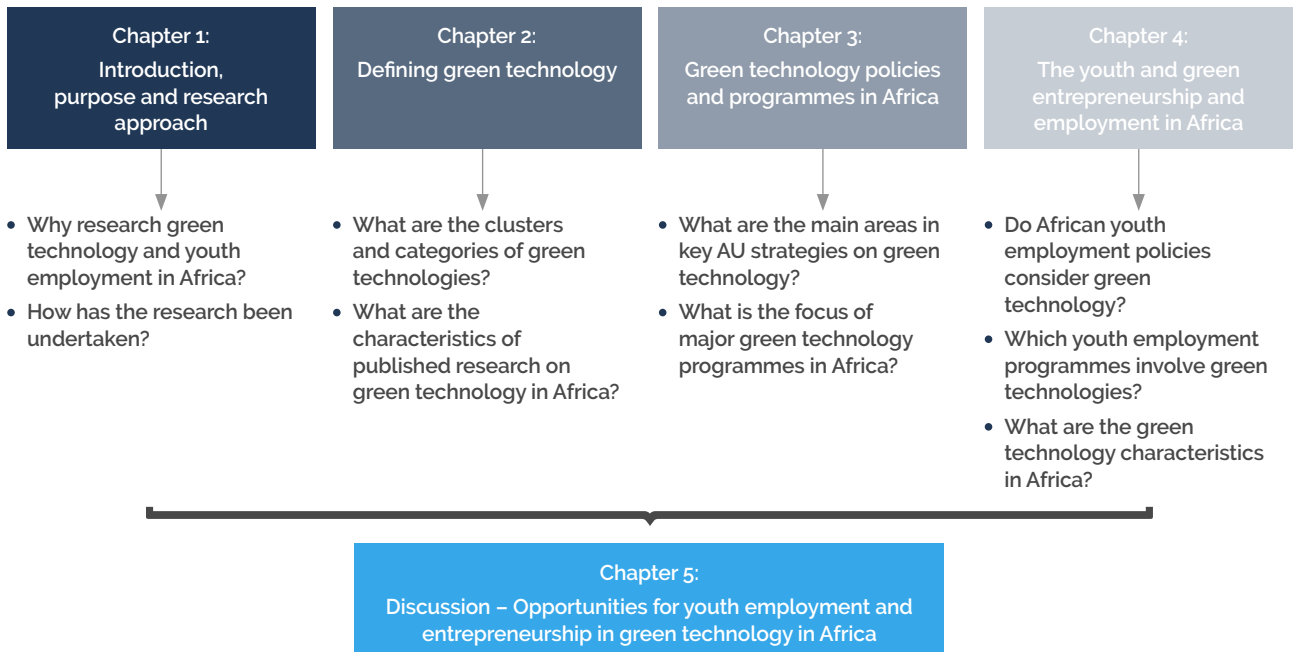 Chapter 1:
Introduction,
purpose and research
approach
• Why research green
technology and youth
employment in Africa?
• How has the research been
undertaken?
Chapter 2:
Defining green technology
• What are the clusters
and categories of green
technologies?
• What are the
characteristics of
published research on
green technology in Africa?
Chapter 3:
Green technology policies
and programmes in Africa
• What are the main areas in
key AU strategies on green
technology?
• What is the focus of
major green technology
programmes in Africa?
Chapter 4:
The youth and green
entrepreneurship and
employment in Africa
• Do African youth
employment policies
consider green
technology?
• Which youth employment
programmes involve green
technologies?
• What are the green
technology characteristics
in Africa?
Chapter 5:
Discussion – Opportunities for youth employment and
entrepreneurship in green technology in Africa